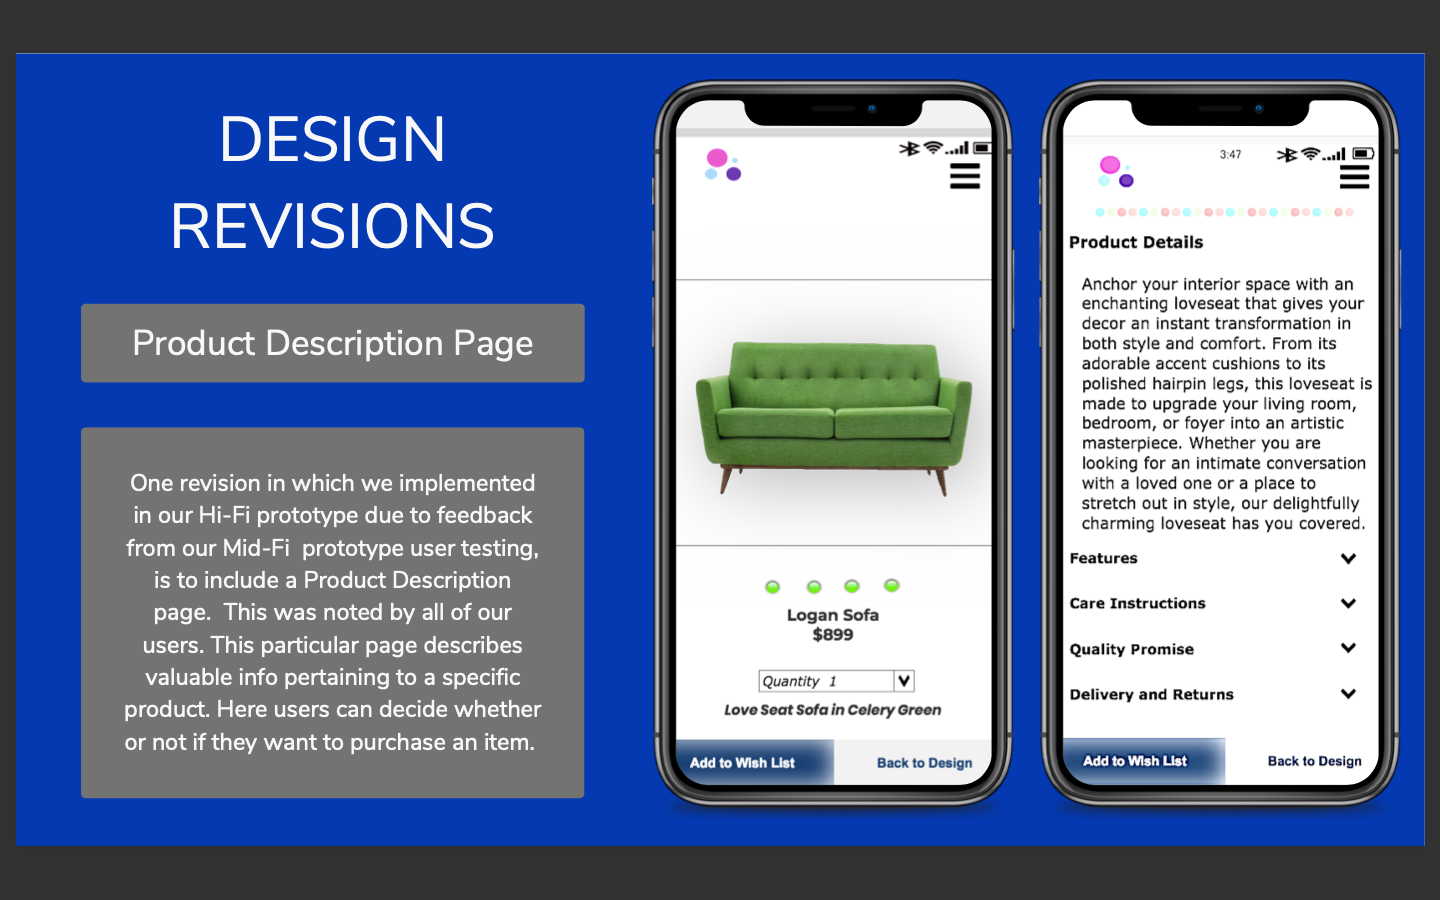 DESIGN
REVISIONS
Product Description Page
One revision in which we implemented
in our Hi-Fi prototype due to feedback
from our Mid-Fi  prototype user testing,
is to include a Product Description
page.  This was noted by all of our
users. This particular page describes
valuable info pertaining to a specific
product. Here users can decide whether
or not if they want to purchase an item.
Logan Sofa
$899
Quantity 1
Love Seat Sofa in Celery Green
Add to Wish List
Back to Design
3:47
Product Details
Anchor your interior space with an
enchanting loveseat that gives your
decor an instant transformation in
both style and comfort. From its
adorable accent cushions to its
polished hairpin legs, this loveseat is
made to upgrade your living room,
bedroom, or foyer into an artistic
masterpiece. Whether you are
looking for an intimate conversation
with a loved one or a place to
stretch out in style, our delightfully
charming loveseat has you covered.
Features
Care Instructions
Quality Promise
Delivery and Returns
Add to Wish List
Back to Design